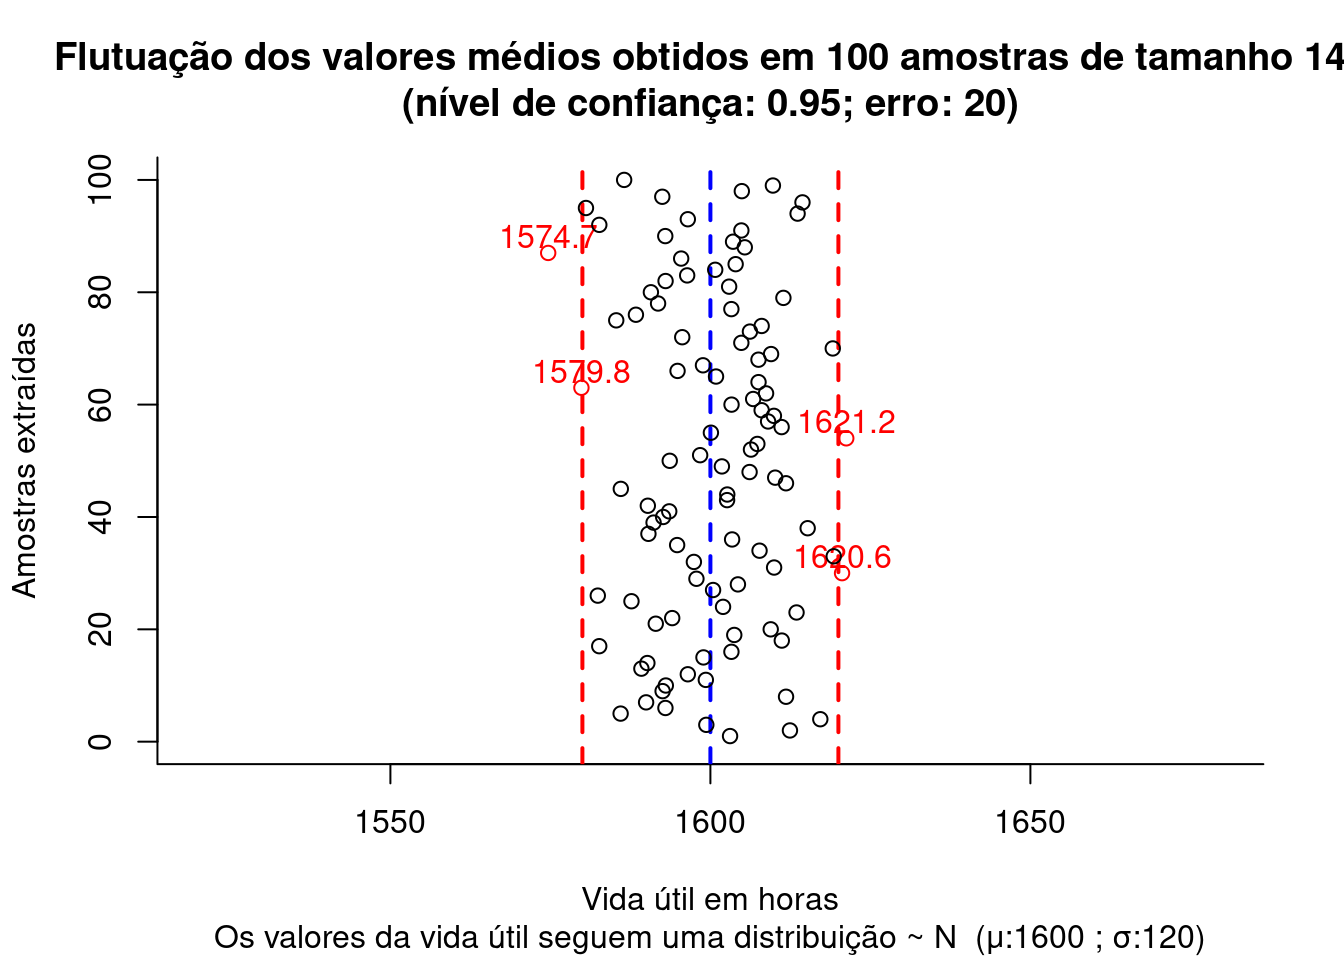 Flutuação dos valores médios obtidos em 100 amostras de tamanho 14
(nível de confiança: 0.95; erro: 20)
100
80
60
40
20
0
Amostras extraídas
1574.7
1579.8
1621.2
1620.6
1550
1600
1650
Vida útil em horas
Os valores da vida útil seguem uma distribuição ~ N (μ:1600 ; σ:120)